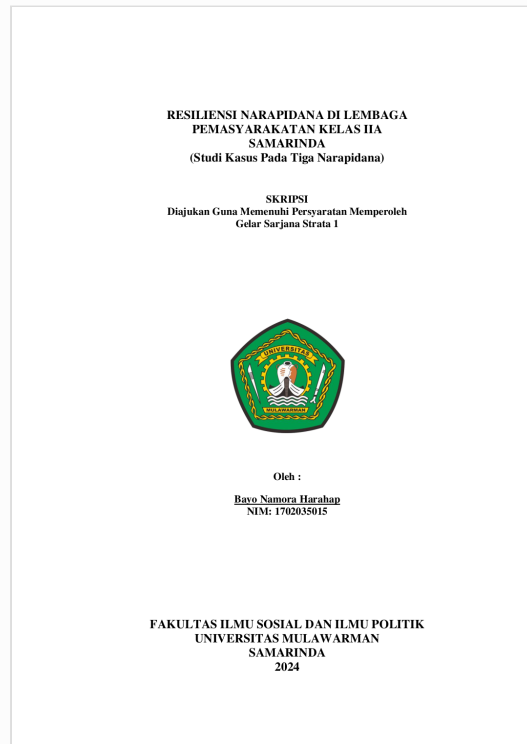 RESILIENSI NARAPIDANA DI LEMBAGA
PEMASYARAKATAN KELAS IIA
SAMARINDA
(Studi Kasus Pada Tiga Narapidana)
SKRIPSI
Diajukan Guna Memenuhi Persyaratan Memperoleh
Gelar Sarjana Strata 1
UNIVERSITAS
MULAWARMAN
Oleh :
Bayo Namora Harahap
NIM: 1702035015
FAKULTAS ILMU SOSIAL DAN ILMU POLITIK
UNIVERSITAS MULAWARMAN
SAMARINDA
2024